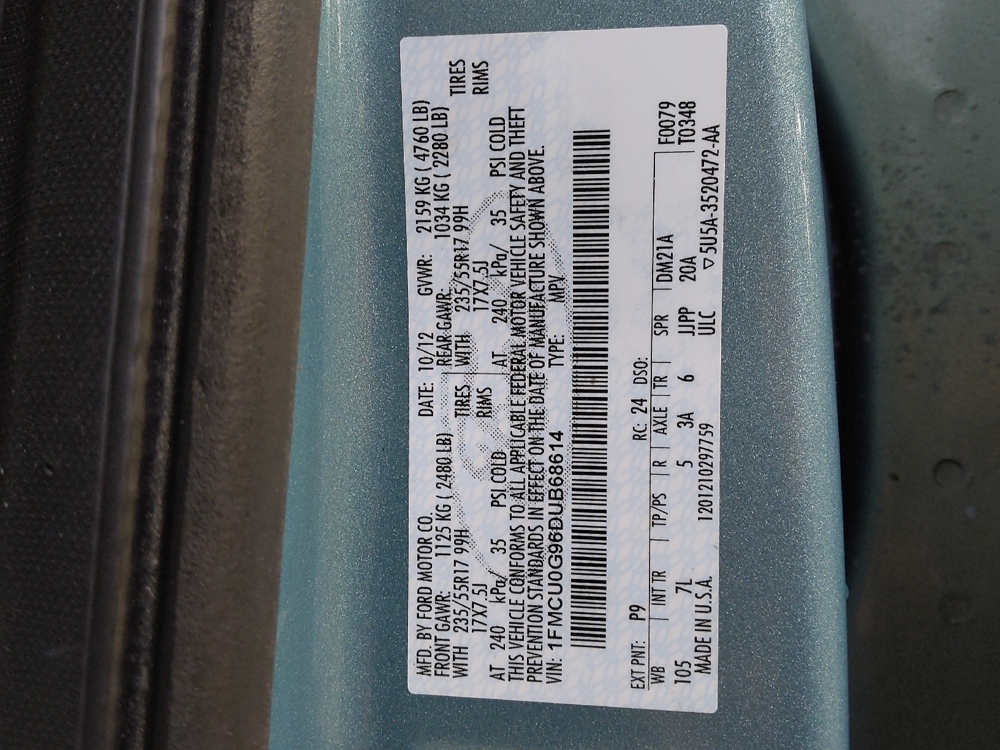 MFD. BY FORD MOTOR CO. DATE: 10/12 GVWR: 2159 KG ( 4760 LB)
FRONT GAWR: 1125 KG ( 2480 LB) REAR GAWR: 1034 KG ( 2280 LB)
WITH 235/55R17 99H TIRES WITH 235/55R17 99H TIRES
17X7.5J RIMS 17X7.5J RIMS
AT 240 kPa/ 35 PSI COLD AT 240 kPa/ 35 PSI COLD
THIS VEHICLE CONFORMS TO ALL APPLICABLE FEDERAL MOTOR VEHICLE SAFETY AND THEFT
PREVENTION STANDARDS IN EFFECT ON THE DATE OF MANUFACTURE SHOWN ABOVE.
VIN: 1FMCU0G96DUB68614 TYPE: MPV
EXT PNT: P9 RC: 24 DSO: F0079
WB INT TR TP/PS R AXLE TR SPR DM21A T0348
105 7L 5 3A 6 JJPP 20A
MADE IN U.S.A. 1201210297759 ULC ▽5U5A-3520472-AA